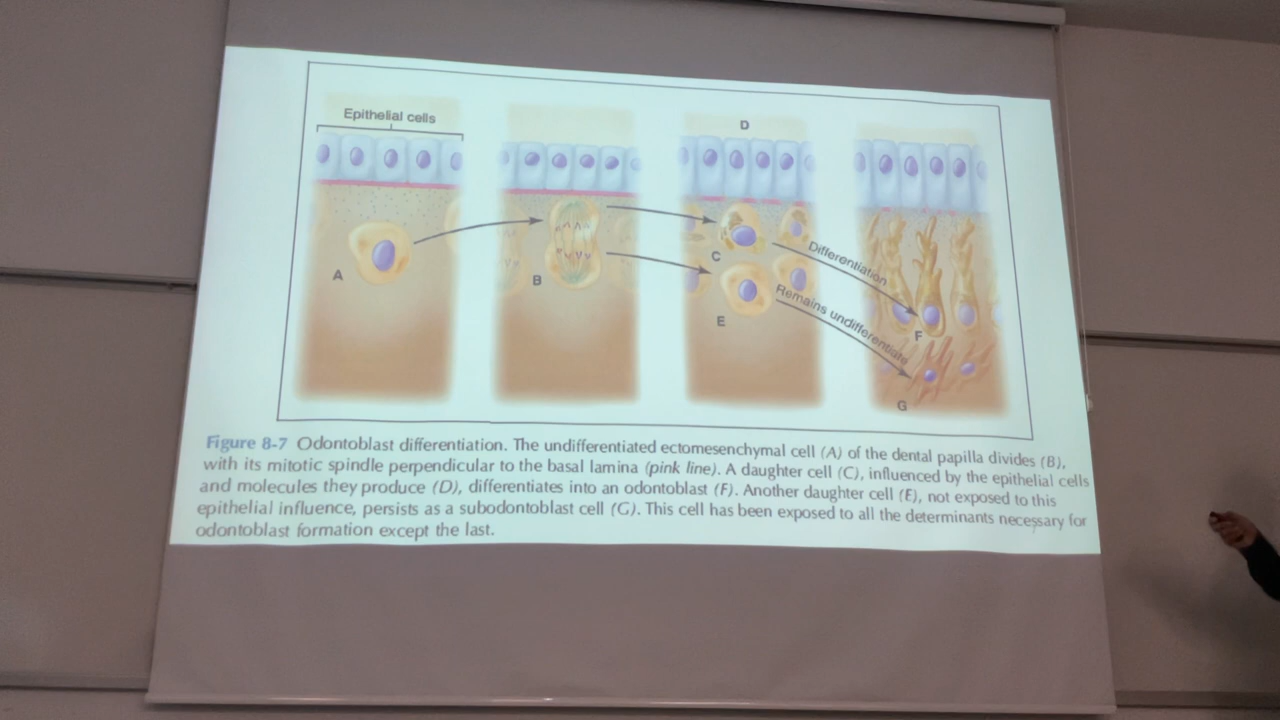 Epithelial cells
D
A
B
C
E
Differentiation
Remains undifferentiate
F
G
Figure 8-7 Odontoblast differentiation. The undifferentiated ectomesenchymal cell (A) of the dental papilla divides (B),
with its mitotic spindle perpendicular to the basal lamina (pink line). A daughter cell (C), influenced by the epithelial cells
and molecules they produce (D), differentiates into an odontoblast (F). Another daughter cell (E), not exposed to this
epithelial influence, persists as a subodontoblast cell (G). This cell has been exposed to all the determinants necessary for
odontoblast formation except the last.